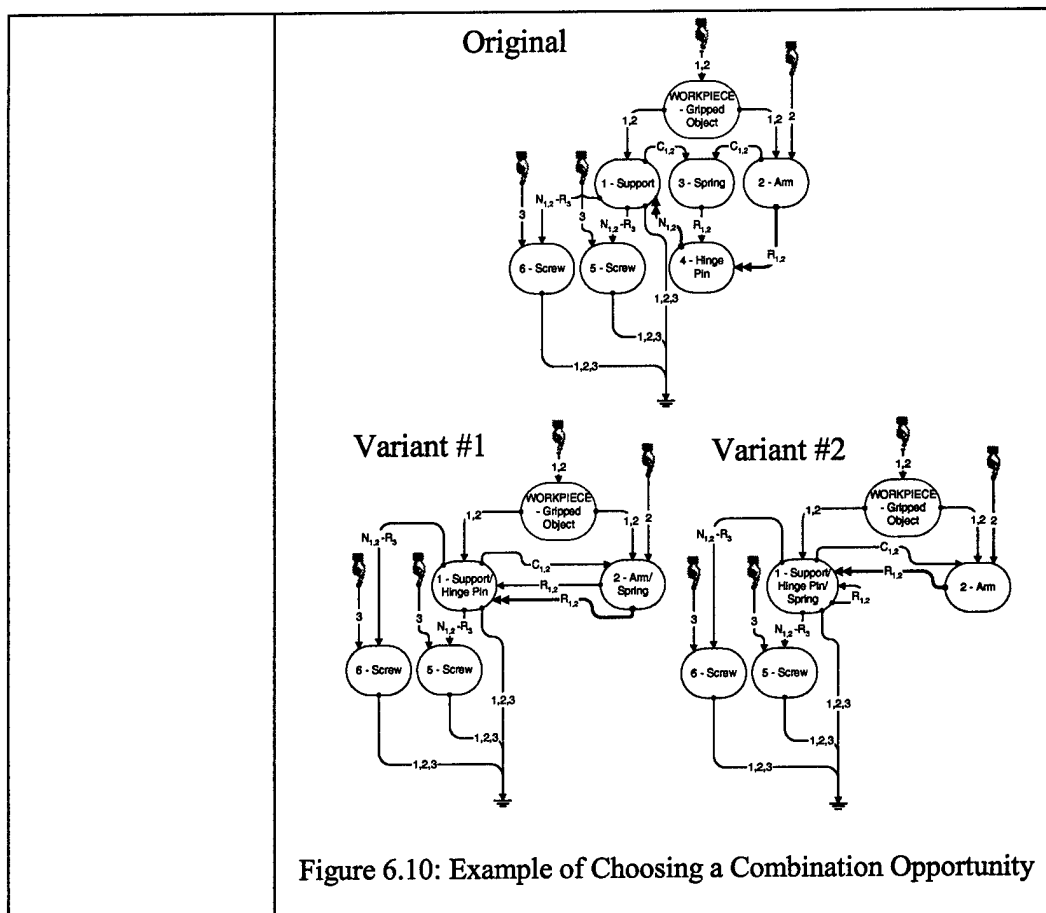 Original
1,2
WORKPIECE
- Gripped
Object
1,2
1,2
2
C1,2
C1,2
1 - Support
3 - Spring
2 - Arm
3
N1,2-R3
3
N1,2-R3
N1,2
R1,2
R1,2
6 - Screw
5 - Screw
4 - Hinge
Pin
1,2,3
1,2,3
1,2,3
Variant #1
1,2
WORKPIECE
- Gripped
Object
1,2
1,2
2
N1,2-R3
C1,2
1 - Support/
Hinge Pin
R1,2
R1,2
2 - Arm/
Spring
3
3
N1,2-R3
6 - Screw
5 - Screw
1,2,3
1,2,3
1,2,3
Variant #2
1,2
WORKPIECE
- Gripped
Object
1,2
1,2
2
N1,2-R3
C1,2
1 - Support/
Hinge Pin/
Spring
R1,2
R1,2
2 - Arm
3
3
N1,2-R3
6 - Screw
5 - Screw
1,2,3
1,2,3
1,2,3
Figure 6.10: Example of Choosing a Combination Opportunity